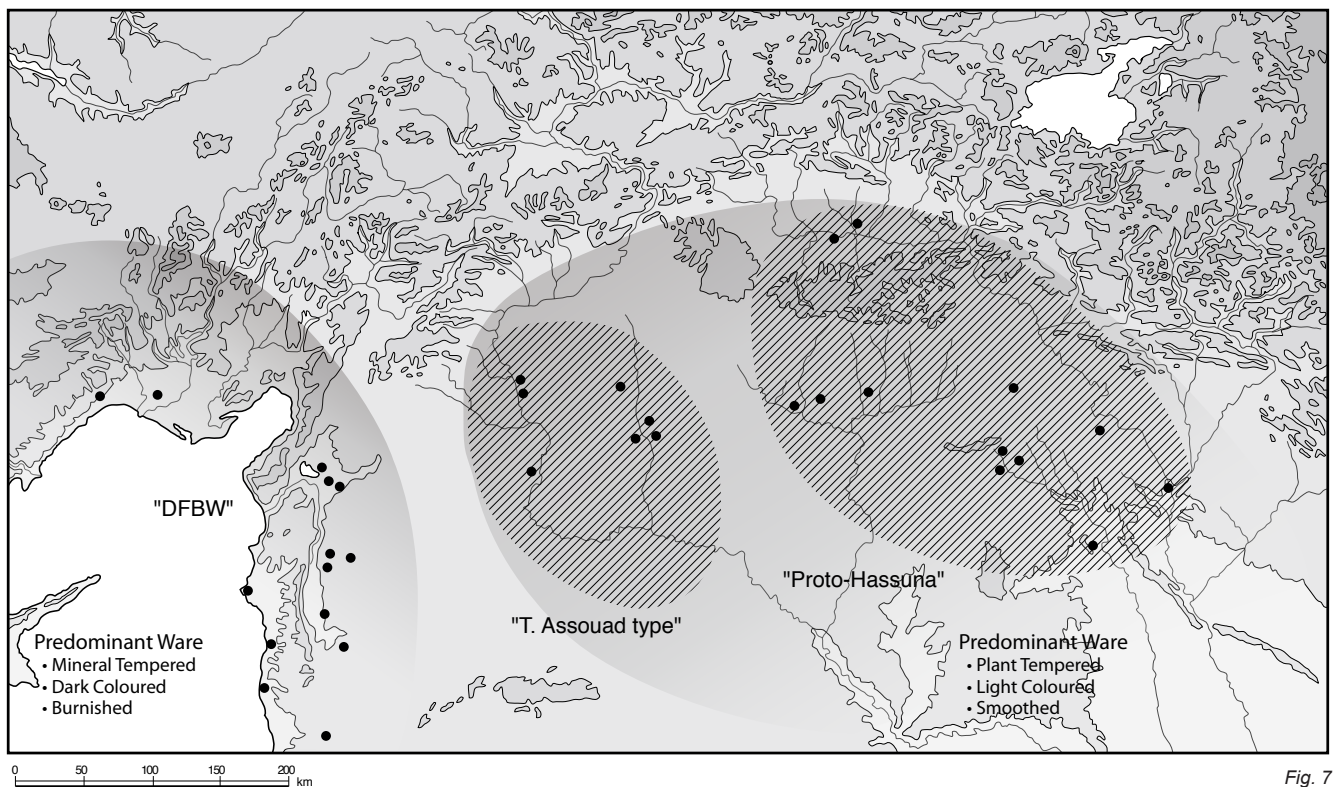 "DFBW"
"Proto-Hassuna"
"T. Assouad type"
Predominant Ware
• Mineral Tempered
• Dark Coloured
• Burnished
Predominant Ware
• Plant Tempered
• Light Coloured
• Smoothed
0 50 100 150 200
km
Fig. 7